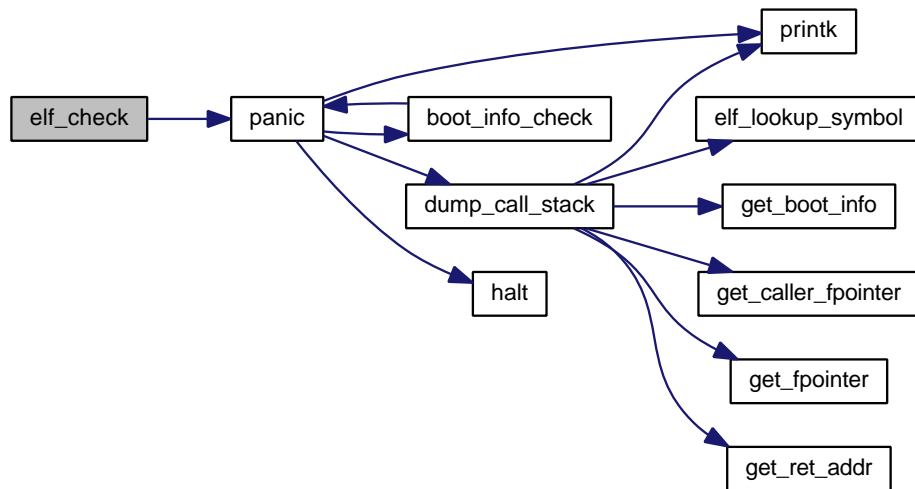 elf_check
panic
boot_info_check
dump_call_stack
halt
printk
elf_lookup_symbol
get_boot_info
get_caller_fpointer
get_fpointer
get_ret_addr